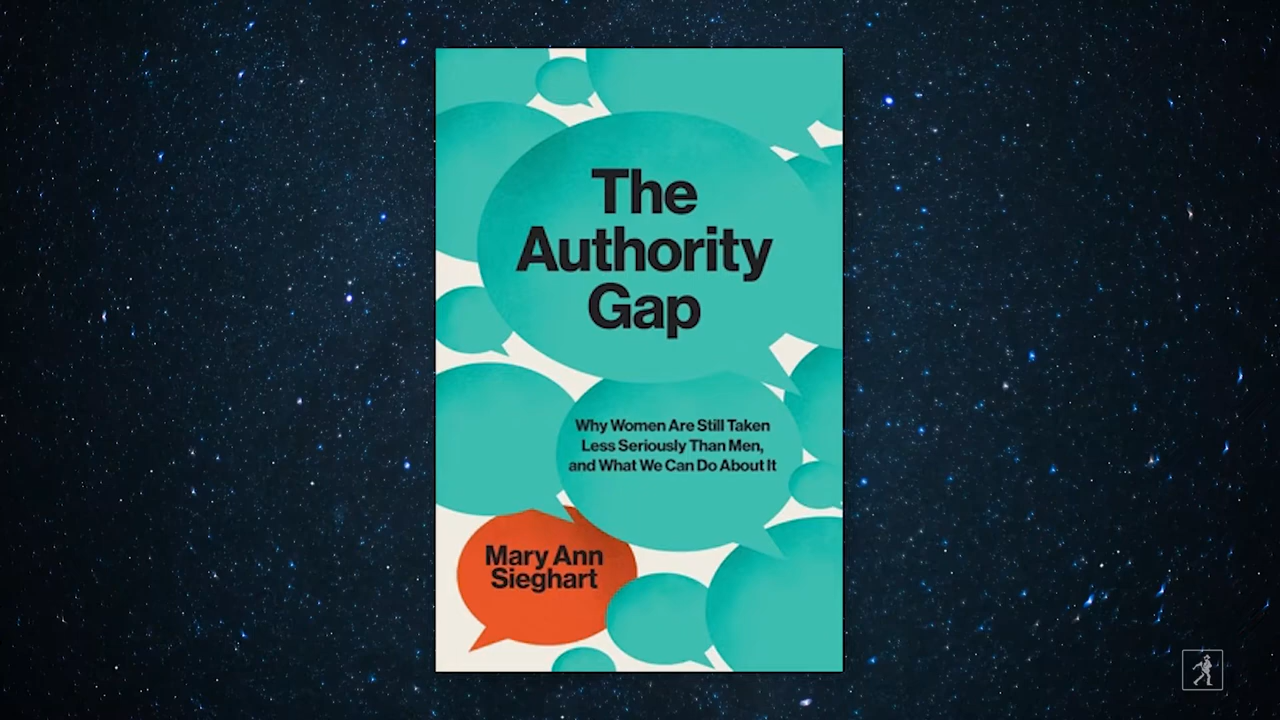 The
Authority
Gap
Why Women Are Still Taken
Less Seriously Than Men,
and What We Can Do About It
Mary Ann
Sieghart